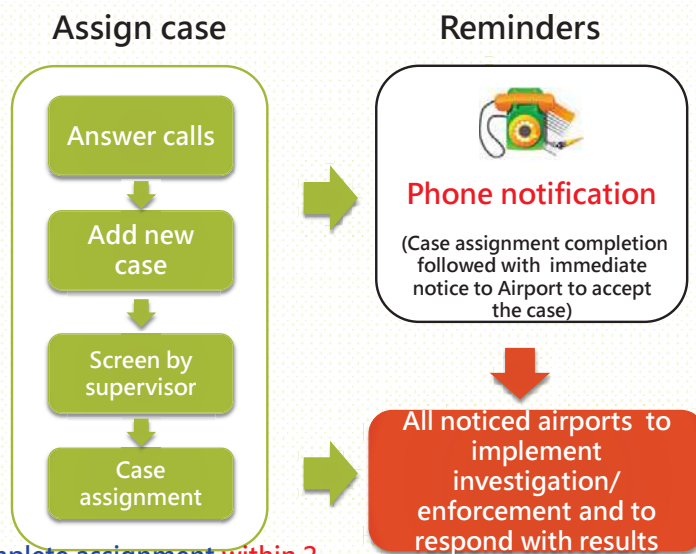 Assign case
Answer calls
Add new
case
Screen by
supervisor
Case
assignment
Reminders
Phone notification
(Case assignment completion
followed with immediate
notice to Airport to accept
the case)
All noticed airports to
implement
investigation/
enforcement and to
respond with results
assignment within